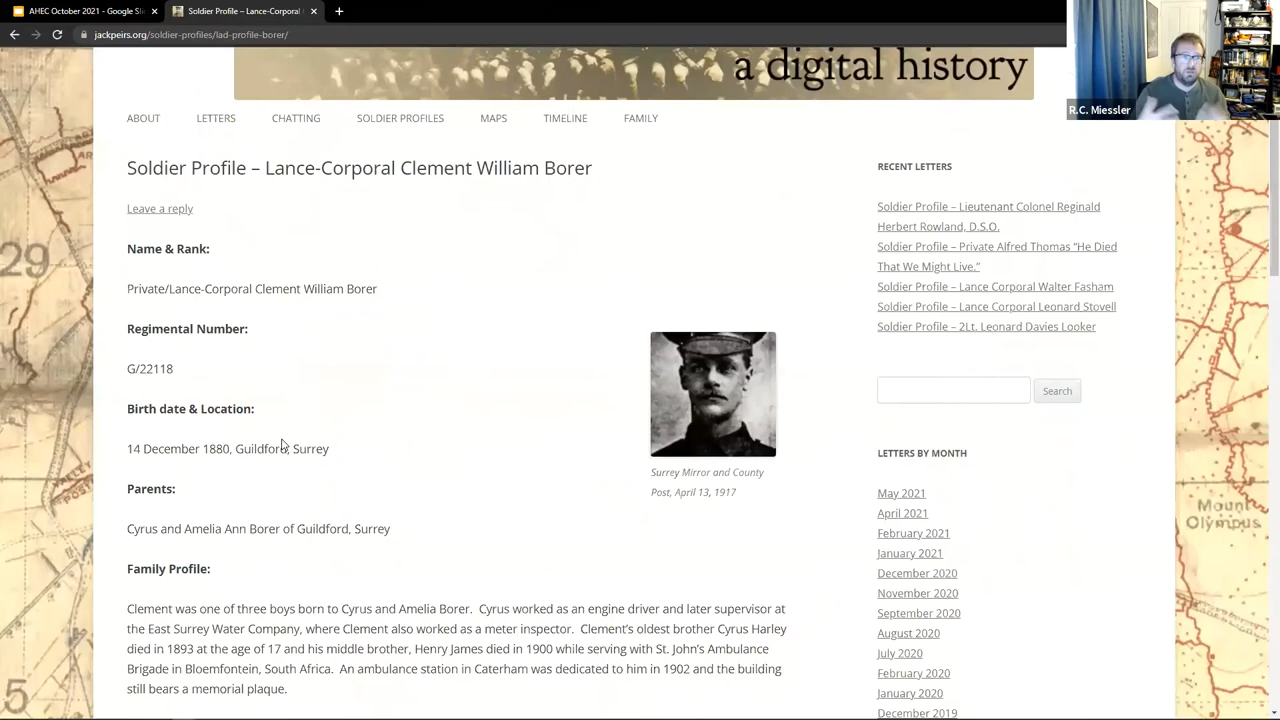 AHEC October 2021 - Google Sli
Soldier Profile – Lance-Corporal
jackpeirs.org/soldier-profiles/lad-profile-borer/
R.C. Miessler
a digital history
ABOUT
LETTERS
CHATTING
SOLDIER PROFILES
MAPS
TIMELINE
FAMILY
Soldier Profile – Lance-Corporal Clement William Borer
Leave a reply
Name & Rank:
Private/Lance-Corporal Clement William Borer
Regimental Number:
G/22118
Birth date & Location:
14 December 1880, Guildford, Surrey
Parents:
Cyrus and Amelia Ann Borer of Guildford, Surrey
Family Profile:
Clement was one of three boys born to Cyrus and Amelia Borer.  Cyrus worked as an engine driver and later supervisor at
the East Surrey Water Company, where Clement also worked as a meter inspector.  Clement's oldest brother Cyrus Harley
died in 1893 at the age of 17 and his middle brother, Henry James died in 1900 while serving with St. John's Ambulance
Brigade in Bloemfontein, South Africa.  An ambulance station in Caterham was dedicated to him in 1902 and the building
still bears a memorial plaque.
Surrey Mirror and County
Post, April 13, 1917
RECENT LETTERS
Soldier Profile – Lieutenant Colonel Reginald
Herbert Rowland, D.S.O.
Soldier Profile – Private Alfred Thomas “He Died
That We Might Live.”
Soldier Profile – Lance Corporal Walter Fasham
Soldier Profile – Lance Corporal Leonard Stovell
Soldier Profile – 2Lt. Leonard Davies Looker
Search
LETTERS BY MONTH
May 2021
April 2021
February 2021
January 2021
December 2020
November 2020
September 2020
August 2020
July 2020
February 2020
January 2020
December 2019
29
5
Mount
Olympus